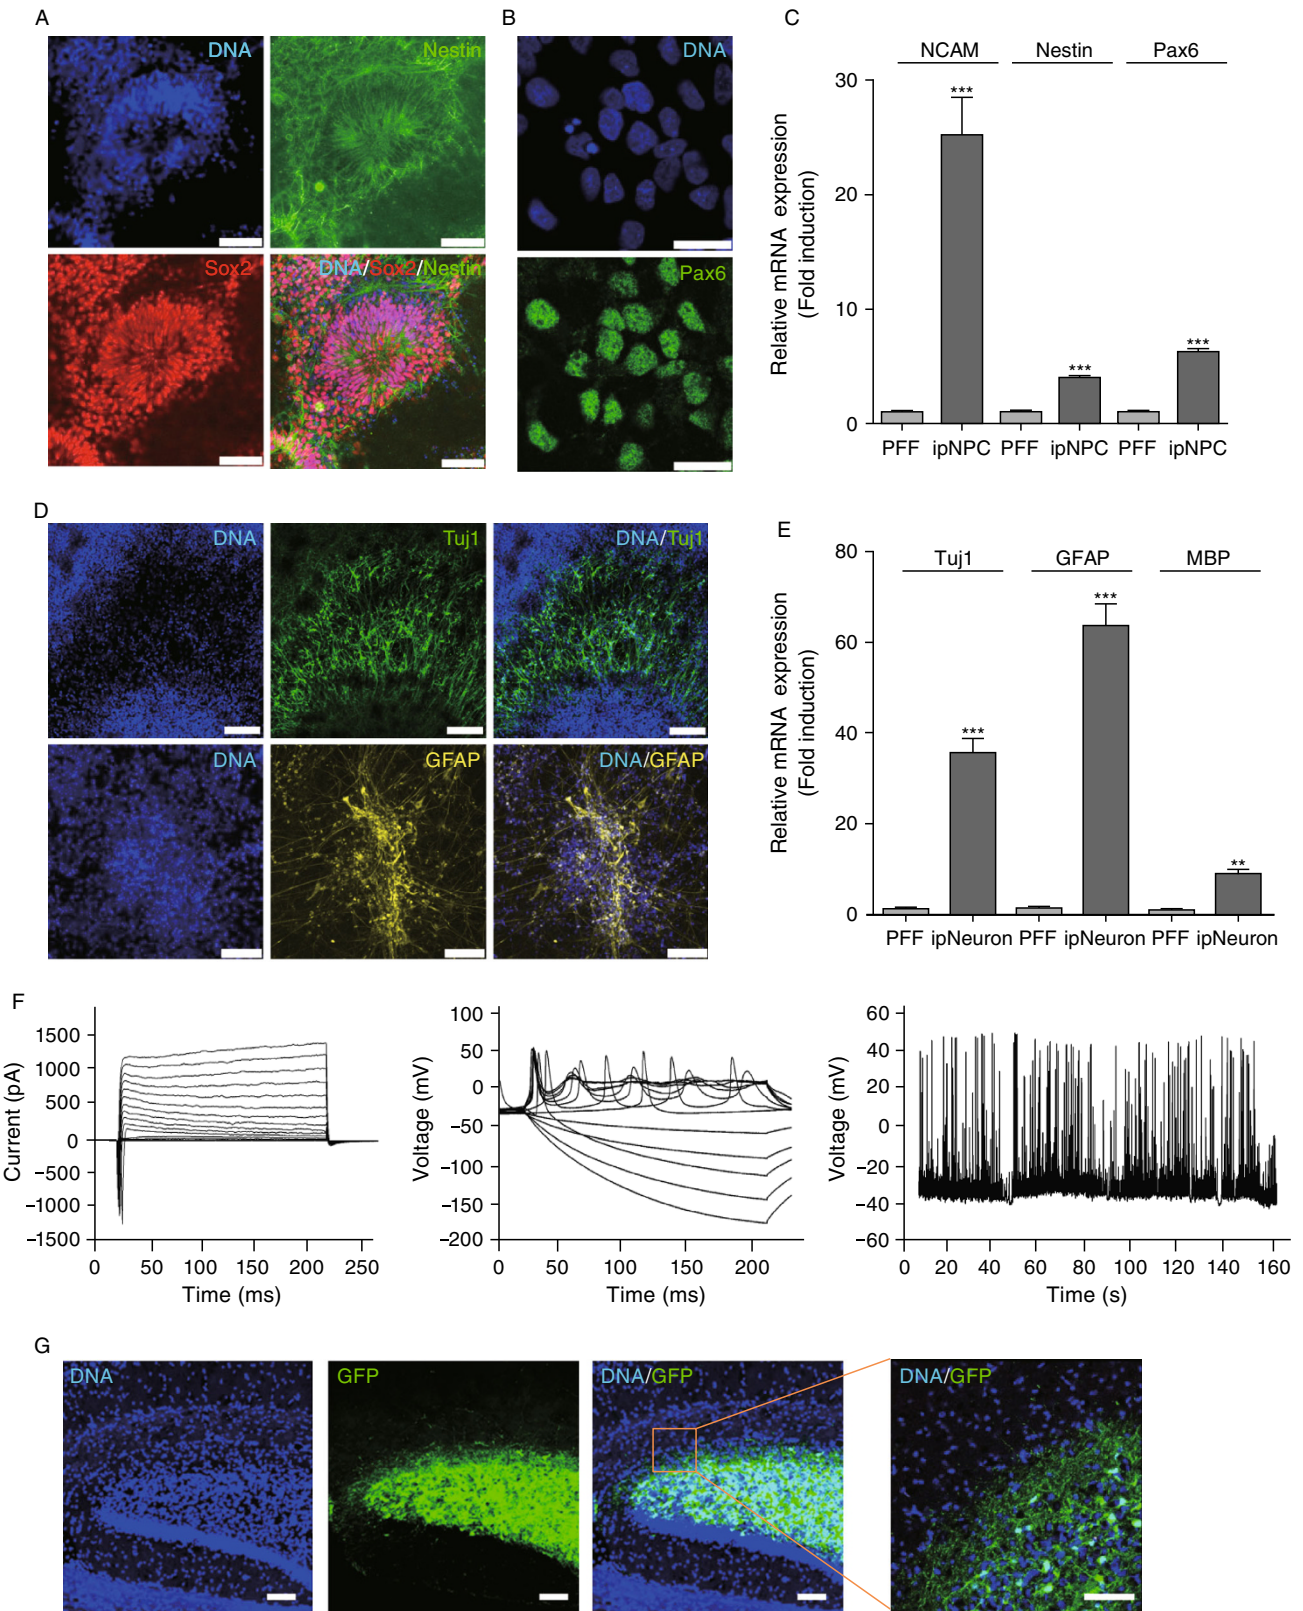 A
DNA
Nestin
Sox2
DNA/Sox2/Nestin
B
DNA
Pax6
C
NCAM Nestin Pax6
Relative mRNA expression
(Fold induction)
30
20
10
0
*** *** ***
PFF ipNPC PFF ipNPC PFF ipNPC
D
DNA
Tuj1
DNA/Tuj1
DNA
GFAP
DNA/GFAP
E
Tuj1 GFAP MBP
Relative mRNA expression
(Fold induction)
80
60
40
20
0
*** *** **
PFF ipNeuron PFF ipNeuron PFF ipNeuron
F
Current (pA)
1500
1000
500
0
−500
−1000
−1500
0 50 100 150 200 250
Time (ms)
Voltage (mV)
100
50
0
−50
−100
−150
−200
0 50 100 150 200
Time (ms)
Voltage (mV)
60
40
20
0
−20
−40
−60
0 20 40 60 80 100 120 140 160
Time (s)
G
DNA
GFP
DNA/GFP
DNA/GFP